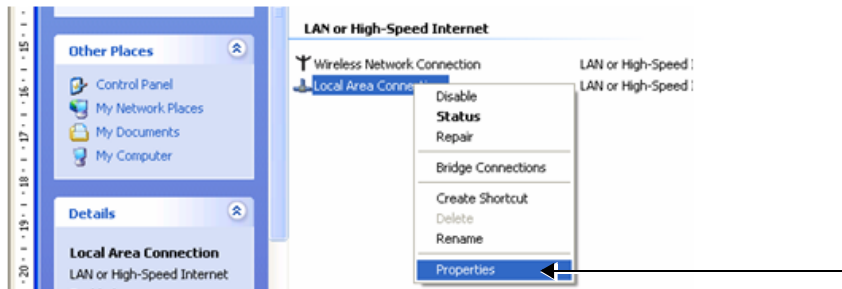 Other Places
Control Panel
My Network Places
My Documents
My Computer
Details
Local Area Connection
LAN or High-Speed Internet
LAN or High-Speed Internet
Wireless Network Connection LAN or High-Speed
Local Area Connection LAN or High-Speed
Disable
Status
Repair
Bridge Connections
Create Shortcut
Delete
Rename
Properties
15
16
17
18
19
20